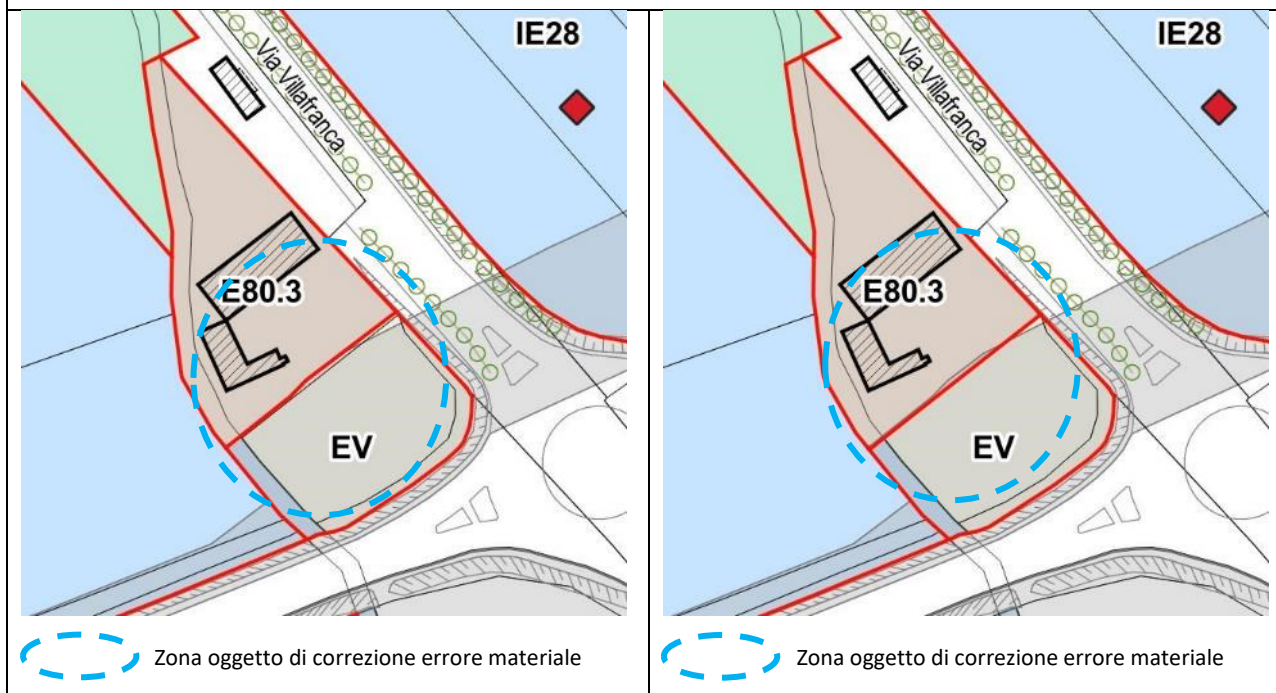 IE28
Via Villafranca
E80.3
EV
Zona oggetto di correzione errore materiale
IE28
Via Villafranca
E80.3
EV
Zona oggetto di correzione errore materiale